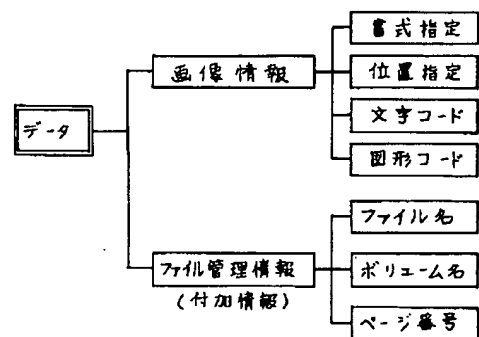 データ
画像情報
書式指定
位置指定
文字コード
図形コード
ファイル管理情報
(付加情報)
ファイル名
ボリューム名
ページ番号